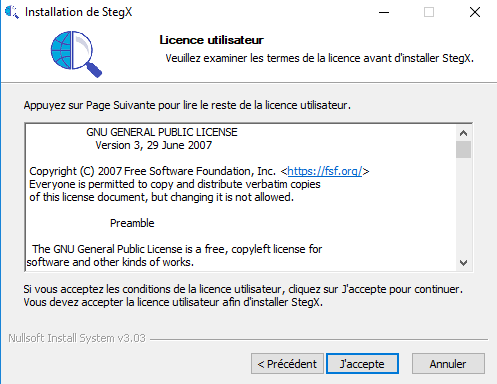 Installation de StegX
Licence utilisateur
Veuillez examiner les termes de la licence avant d'installer StegX.
Appuyez sur Page Suivante pour lire le reste de la licence utilisateur.
GNU GENERAL PUBLIC LICENSE
Version 3, 29 June 2007
Copyright (C) 2007 Free Software Foundation, Inc. <https://fsf.org/>
Everyone is permitted to copy and distribute verbatim copies
of this license document, but changing it is not allowed.
Preamble
The GNU General Public License is a free, copyleft license for
software and other kinds of works.
Si vous acceptez les conditions de la licence utilisateur, cliquez sur J'accepte pour continuer.
Vous devez accepter la licence utilisateur afin d'installer StegX.
Nullsoft Install System v3.03
< Précédent J'accepte Annuler